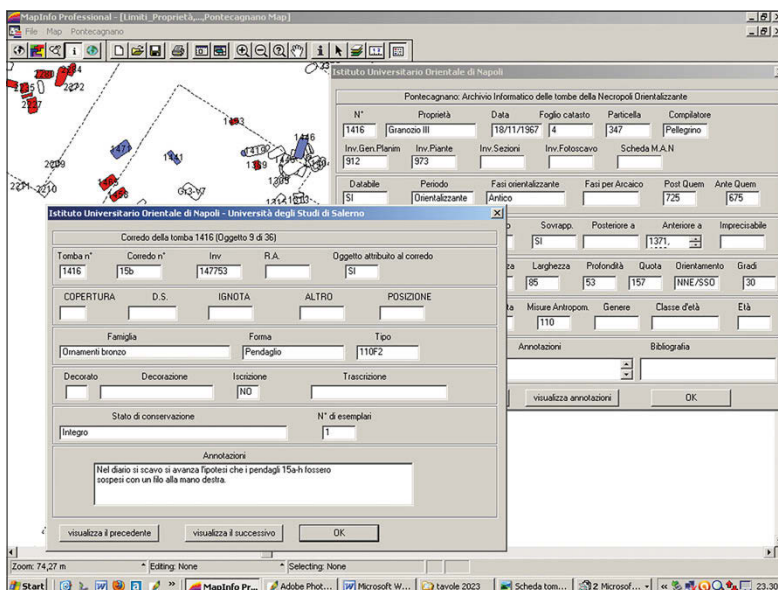 MapInfo Professional - [Limiti_Proprietà,...,Pontecagnano Map]
File Map Pontecagnano
2284
2272
2227
2209
2210
1471
1441
1493
1446
Istituto Universitario Orientale di Napoli
Pontecagnano: Archivio Informatico delle tombe della Necropoli Orientalizzante
N° Proprietà Data Foglio catasto Particella Compilatore
1416 Granozio III 18/11/1967 4 347 Pellegrino
Inv.Gen.Planim Inv.Piante Inv.Sezioni Inv.Fotoscavo Scheda M.A.N
912 973
Databile Periodo Fasi orientalizzante Fasi per Arcaico Post Quem Ante Quem
SI Orientalizzante Antico 725 675
Sovrapp. Posteriore a Anteriore a Imprecisabile
SI 1371,
Larghezza Profondità Quota Orientamento Gradi
85 53 157 NNE/SSO 30
Misure Antropom. Genere Classe d'età Età
110
Annotazioni Bibliografia
visualizza annotazioni OK
Istituto Universitario Orientale di Napoli - Università degli Studi di Salerno
Corredo della tomba 1416 (Oggetto 9 di 36)
Tomba n° Corredo n° Inv R.A. Oggetto attribuito al corredo
1416 15b 147753 SI
COPERTURA D.S. IGNOTA ALTRO POSIZIONE
Famiglia Forma Tipo
Ornamenti bronzo Pendaglio 110F2
Decorato Decorazione Iscrizione Trascrizione
NO
Stato di conservazione N° di esemplari
Integro 1
Annotazioni
Nel diario si scavo si avanza l'ipotesi che i pendagli 15a-h fossero
sospesi con un filo alla mano destra.
visualizza il precedente visualizza il successivo OK
Zoom: 74,27 m Editing: None Selecting: None
Start MapInfo Pr... Adobe Phot... Microsoft W... tavole 2023 Scheda tom... 2 Microsof... 23.30